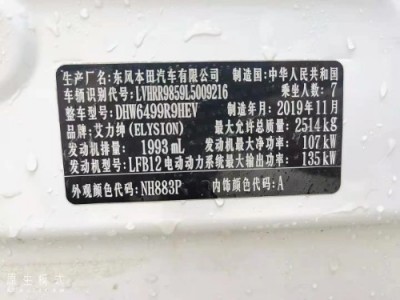 生产厂名:东风本田汽车有限公司 制造国:中华人民共和国
车辆识别代号:LVHRR9859L5009216 乘坐人数:7
整车型号:DHW6499R9HEV 制造年月:2019年11月
品牌:艾力绅(ELYSION) 最大允许总质量:2514kg
发动机排量:1993mL 发动机最大净功率:107kW
发动机型号:LFB12 电动动力系统最大输出功率:135kW
外观颜色代码:NH883P 内饰颜色代码:A